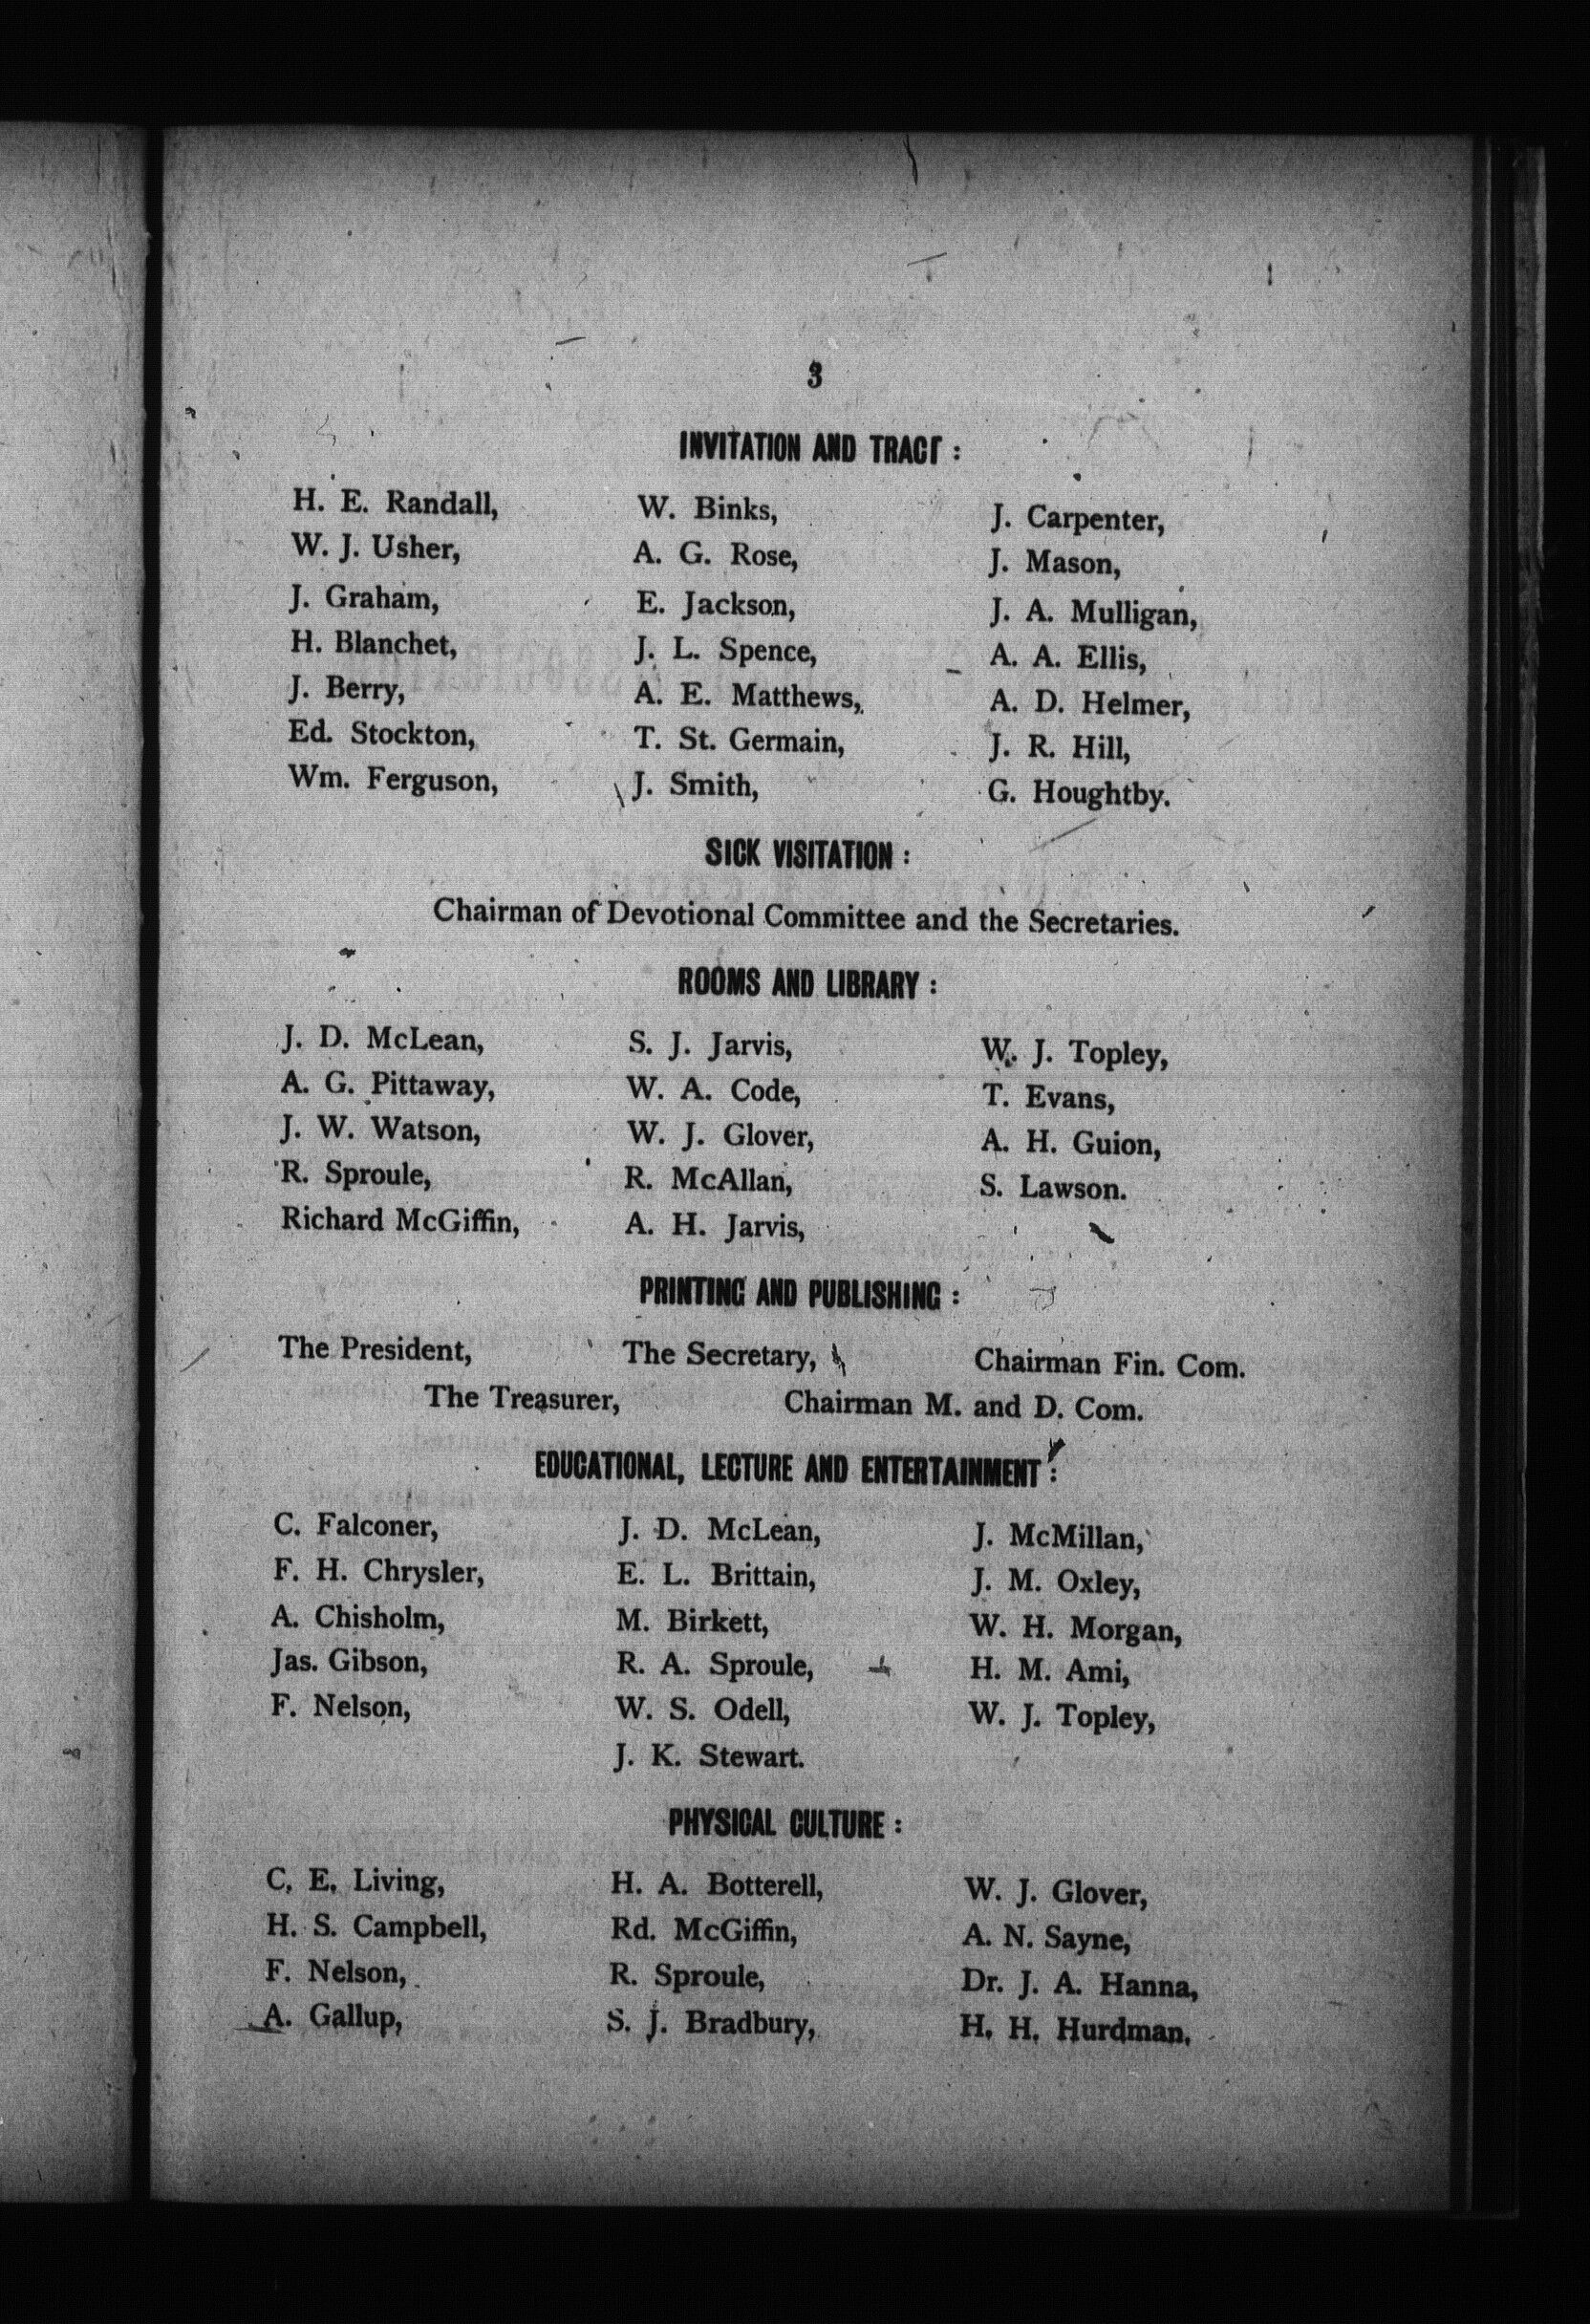 3
INVITATION AND TRACT :
H. E. Randall, W. Binks, J. Carpenter,
W. J. Usher, A. G. Rose, J. Mason,
J. Graham, E. Jackson, J. A. Mulligan,
H. Blanchet, J. L. Spence, A. A. Ellis,
J. Berry, A. E. Matthews, A. D. Helmer,
Ed. Stockton, T. St. Germain, J. R. Hill,
Wm. Ferguson, J. Smith, G. Houghtby.
SICK VISITATION :
Chairman of Devotional Committee and the Secretaries.
ROOMS AND LIBRARY :
J. D. McLean, S. J. Jarvis, W. J. Topley,
A. G. Pittaway, W. A. Code, T. Evans,
J. W. Watson, W. J. Glover, A. H. Guion,
R. Sproule, R. McAllan, S. Lawson.
Richard McGiffin, A. H. Jarvis,
PRINTING AND PUBLISHING :
The President, The Secretary, Chairman Fin. Com.
The Treasurer, Chairman M. and D. Com.
EDUCATIONAL, LECTURE AND ENTERTAINMENT :
C. Falconer, J. D. McLean, J. McMillan,
F. H. Chrysler, E. L. Brittain, J. M. Oxley,
A. Chisholm, M. Birkett, W. H. Morgan,
Jas. Gibson, R. A. Sproule, H. M. Ami,
F. Nelson, W. S. Odell, W. J. Topley,
J. K. Stewart.
PHYSICAL CULTURE :
C. E. Living, H. A. Botterell, W. J. Glover,
H. S. Campbell, Rd. McGiffin, A. N. Sayne,
F. Nelson, R. Sproule, Dr. J. A. Hanna,
A. Gallup, S. J. Bradbury, H. H. Hurdman.